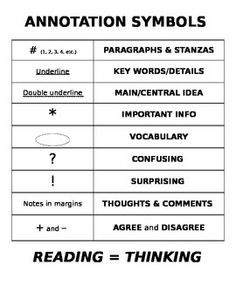 ANNOTATION SYMBOLS
# (1, 2, 3, 4, etc.) PARAGRAPHS & STANZAS
Underline KEY WORDS/DETAILS
Double underline MAIN/CENTRAL IDEA
* IMPORTANT INFO
VOCABULARY
? CONFUSING
! SURPRISING
Notes in margins THOUGHTS & COMMENTS
+ and – AGREE and DISAGREE
READING = THINKING